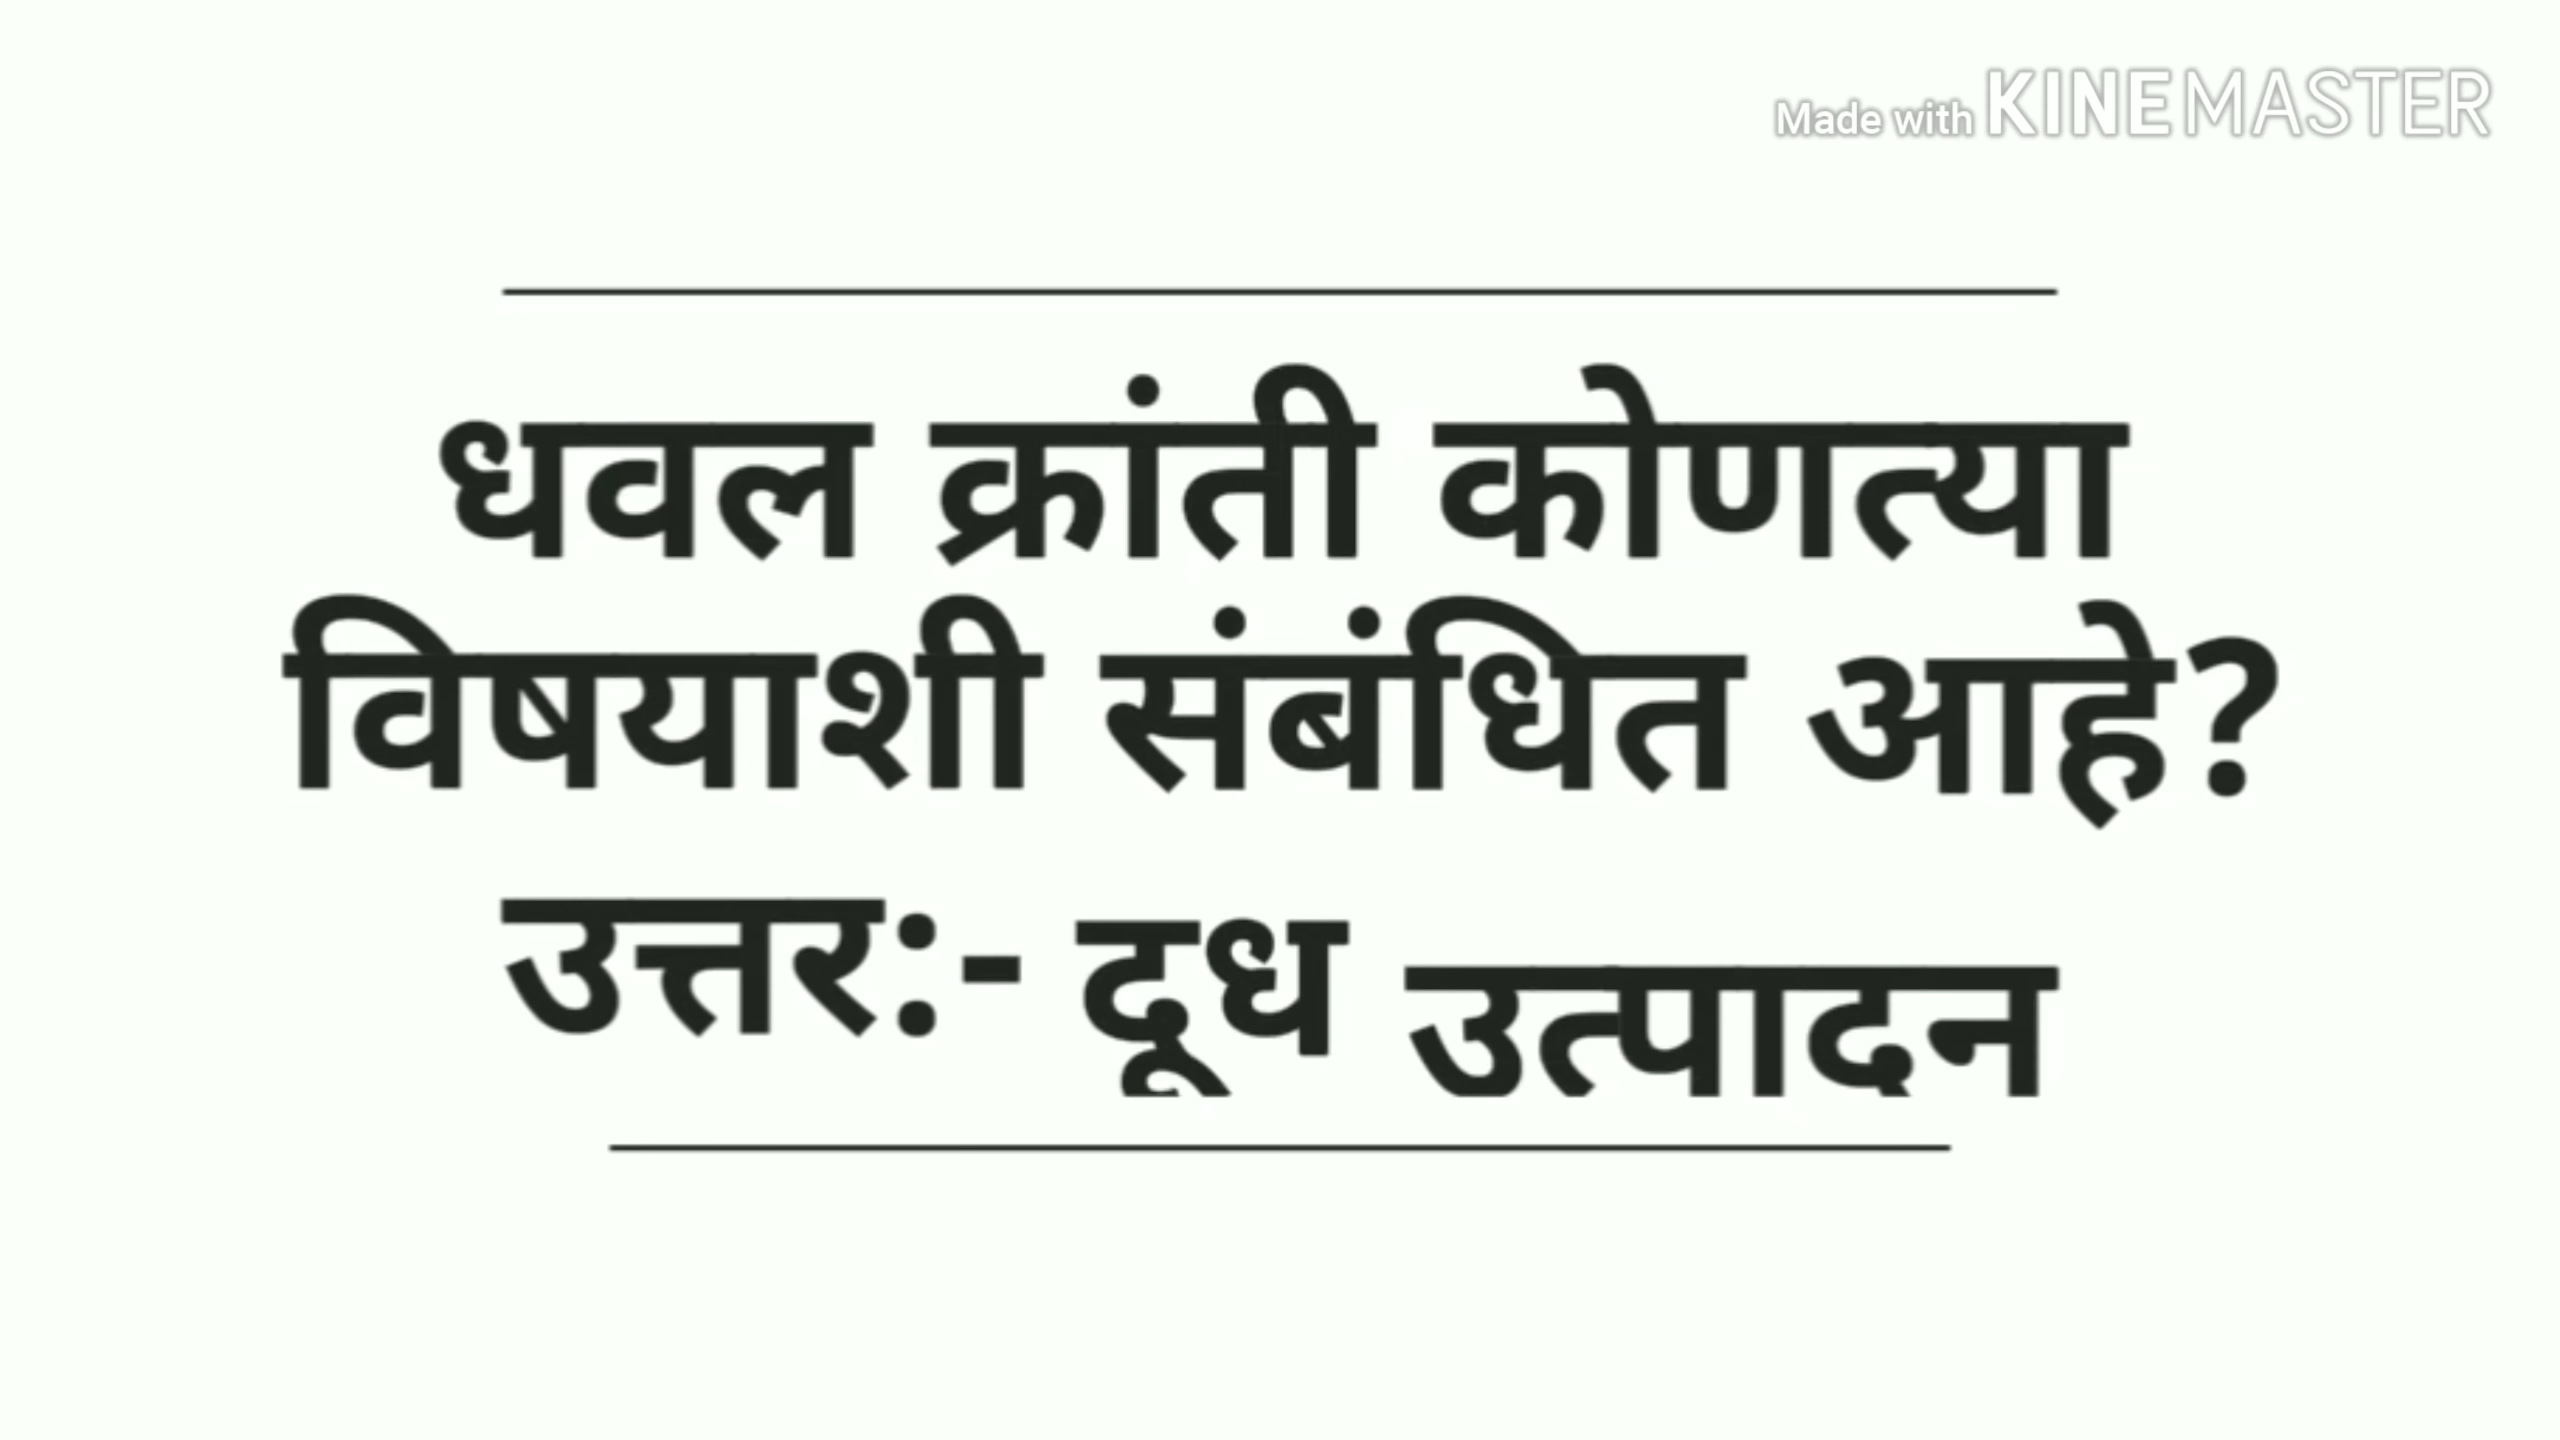 Made with KINEMASTER
धवल क्रांती कोणत्या
विषयाशी संबंधित आहे?
उत्तर:- दूध उत्पादन